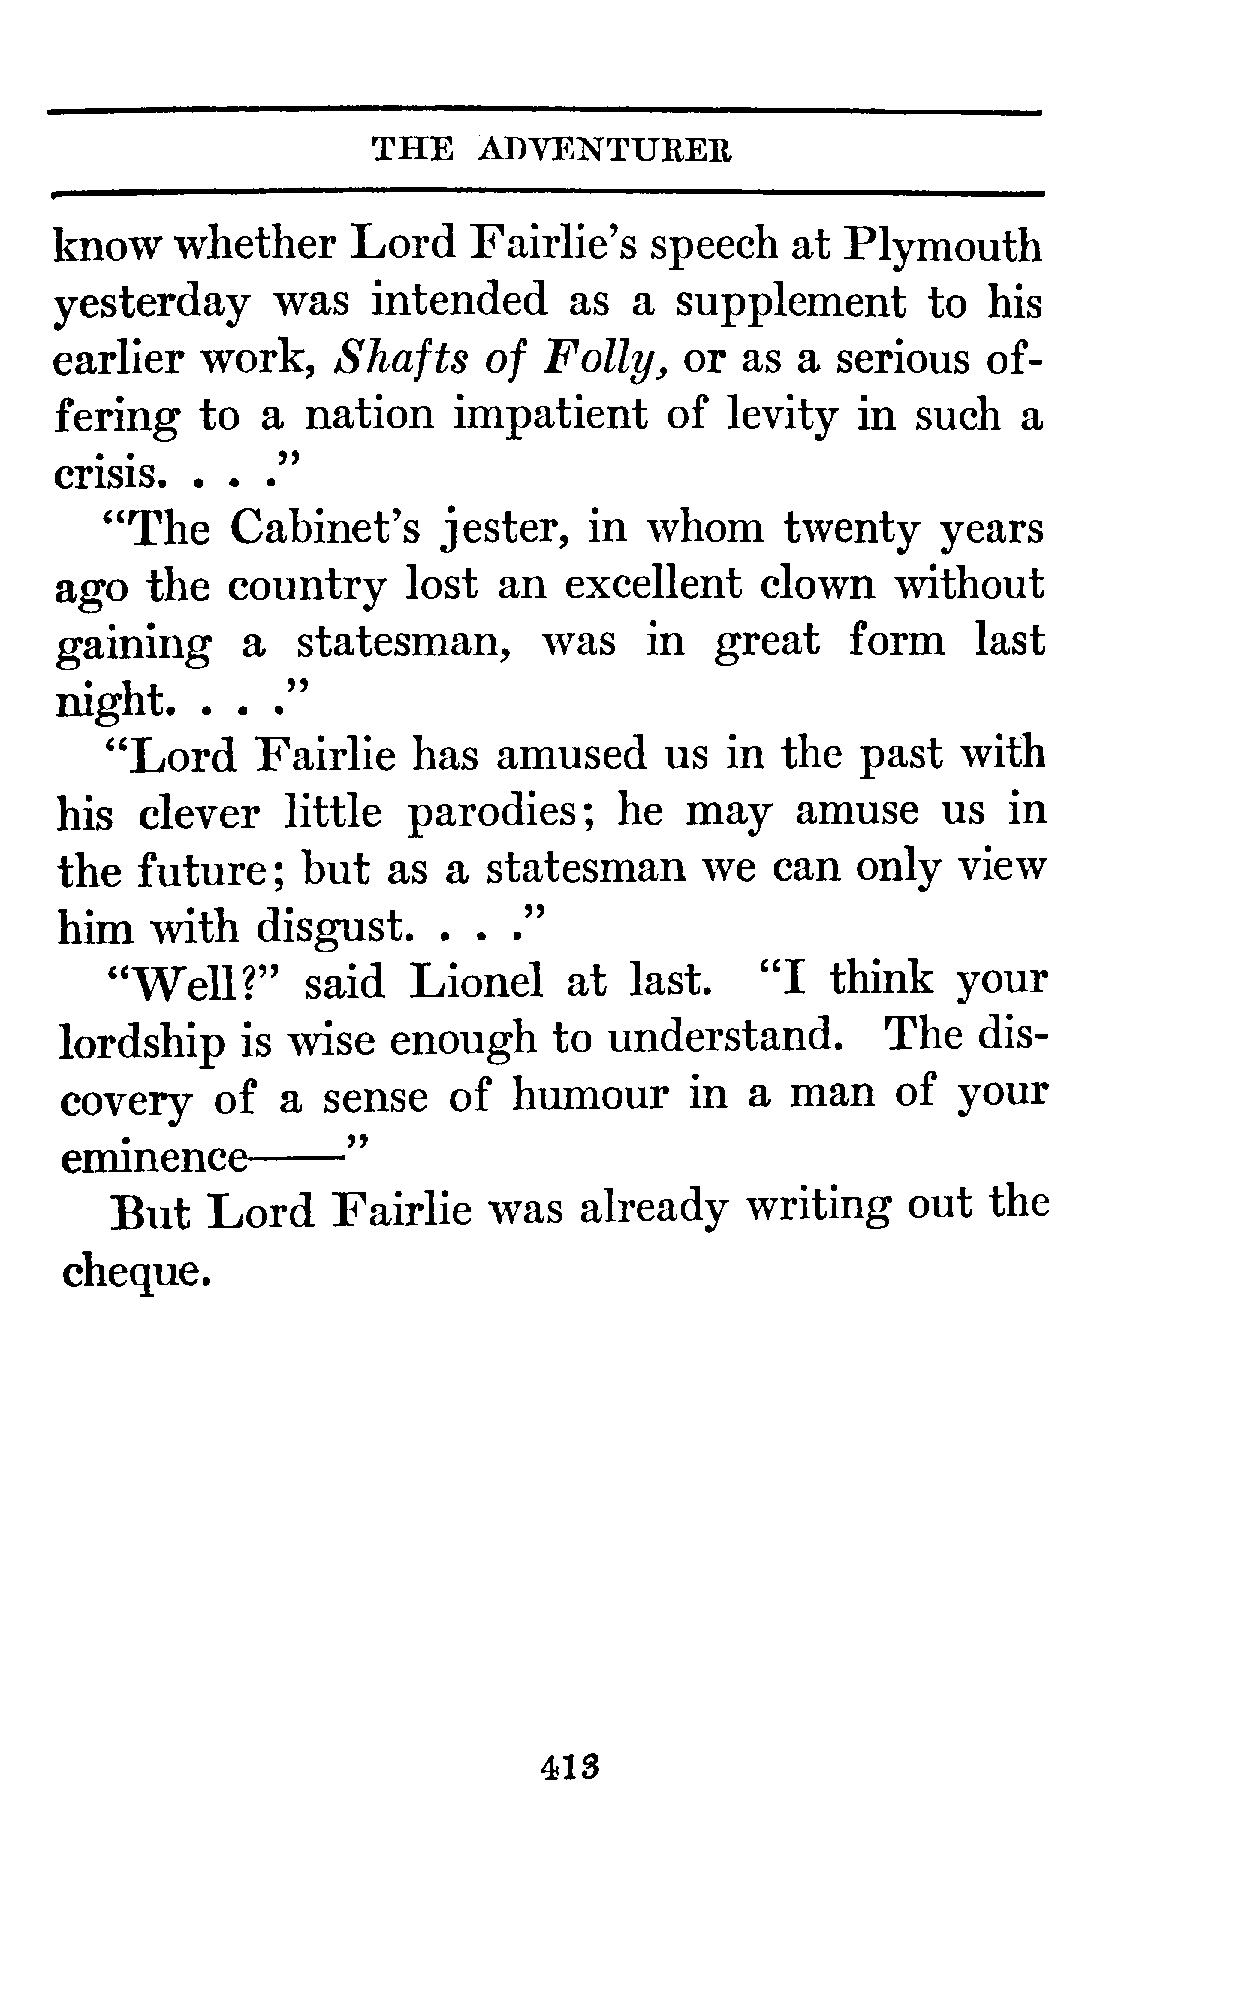 THE ADVENTURER
know whether Lord Fairlie's speech at Plymouth
yesterday was intended as a supplement to his
earlier work, Shafts of Folly, or as a serious of-
fering to a nation impatient of levity in such a
crisis. . . ."
"The Cabinet's jester, in whom twenty years
ago the country lost an excellent clown without
gaining a statesman, was in great form last
night. . . ."
"Lord Fairlie has amused us in the past with
his clever little parodies; he may amuse us in
the future; but as a statesman we can only view
him with disgust. . . ."
"Well?" said Lionel at last. "I think your
lordship is wise enough to understand. The dis-
covery of a sense of humour in a man of your
eminence——"
But Lord Fairlie was already writing out the
cheque.
413